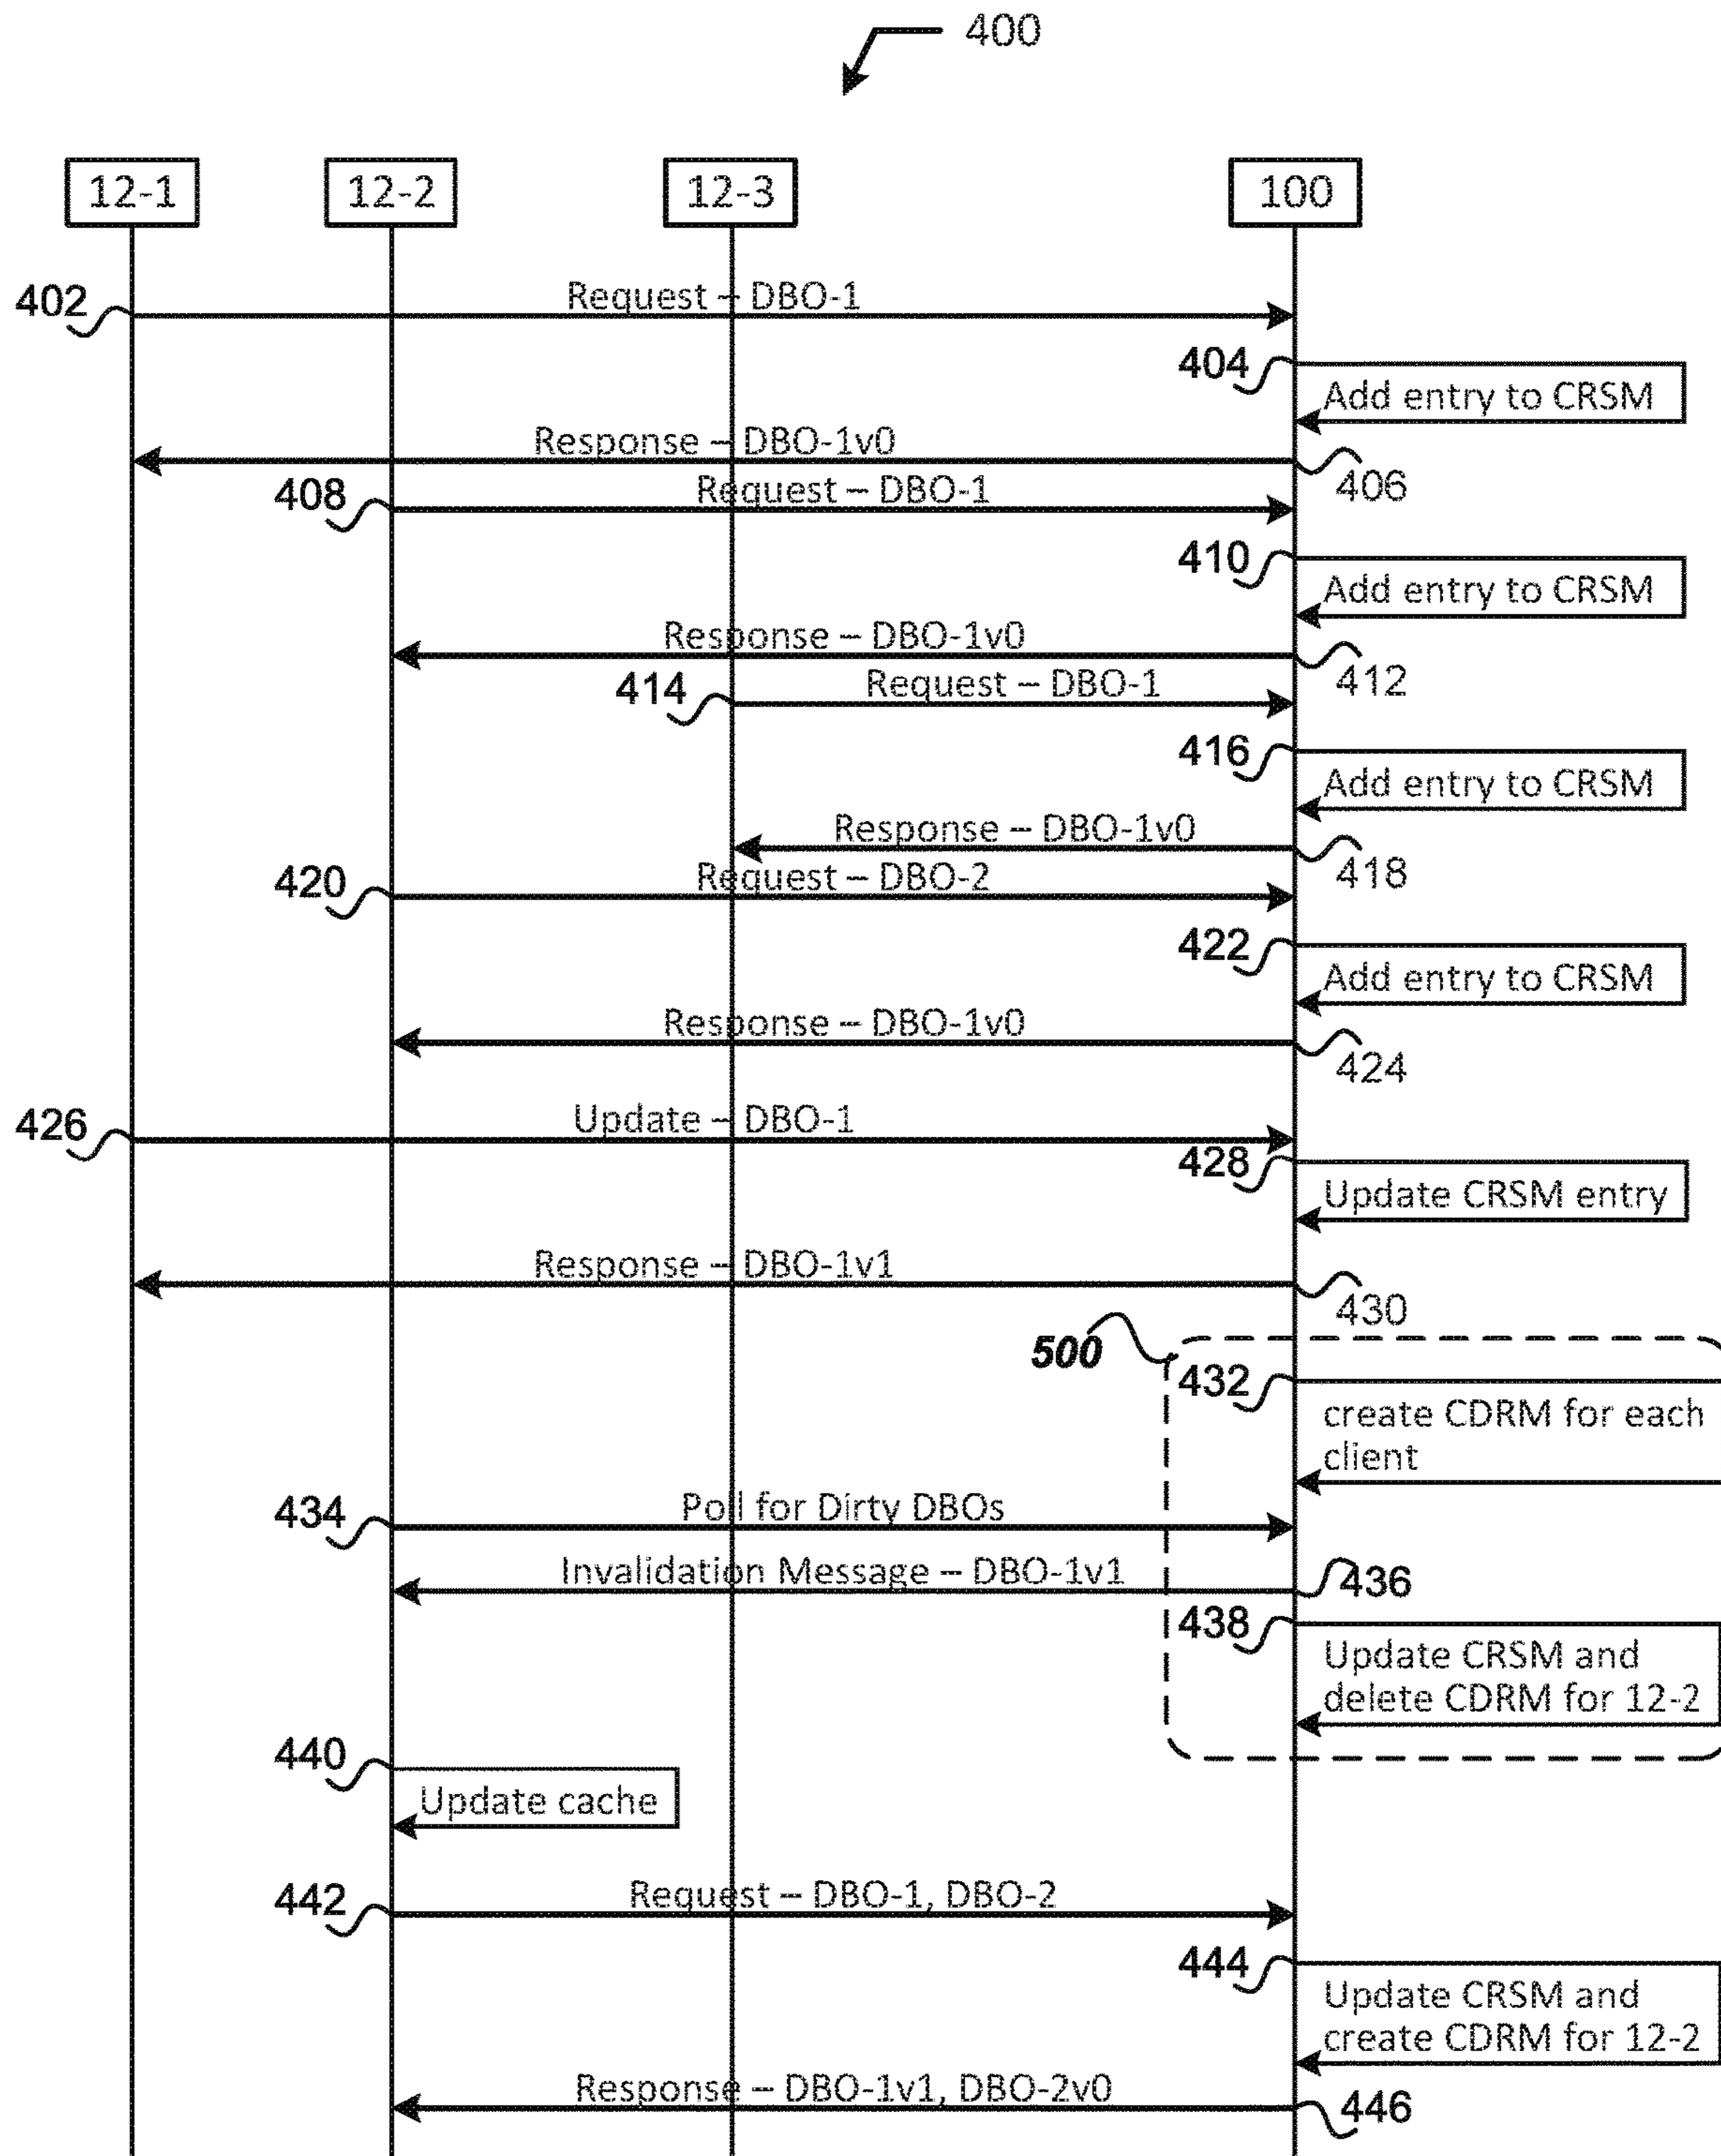 400
12-1
12-2
12-3
100
402
Request – DBO-1
404
Add entry to CRSM
Response – DBO-1v0
406
408
Request – DBO-1
410
Add entry to CRSM
Response – DBO-1v0
412
414
Request – DBO-1
416
Add entry to CRSM
Response – DBO-1v0
418
420
Request – DBO-2
422
Add entry to CRSM
Response – DBO-1v0
424
426
Update – DBO-1
428
Update CRSM entry
Response – DBO-1v1
430
500
432
create CDRM for each
client
434
Poll for Dirty DBOs
Invalidation Message – DBO-1v1
436
438
Update CRSM and
delete CDRM for 12-2
440
Update cache
442
Request – DBO-1, DBO-2
444
Update CRSM and
create CDRM for 12-2
Response – DBO-1v1, DBO-2v0
446